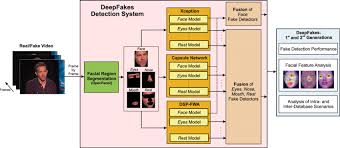 DeepFakes
Detection System
Real/Fake Video
Frames
Frame by
Frame
Facial Region
Segmentation
(OpenFace)
Face
Eyes
Nose
Mouth
Rest
Xception
Face Model
Eyes Model
Rest Model
Capsule Network
Face Model
Eyes Model
Rest Model
DSP-FWA
Face Model
Eyes Model
Rest Model
Fusion of
Face
Fake Detectors
Fusion of
Eyes, Nose,
Mouth, Rest
Fake Detectors
DeepFakes
1st and 2nd Generations
Fake Detection Performance
Facial Feature Analysis
Analysis of Intra- and
Inter-Database Scenarios